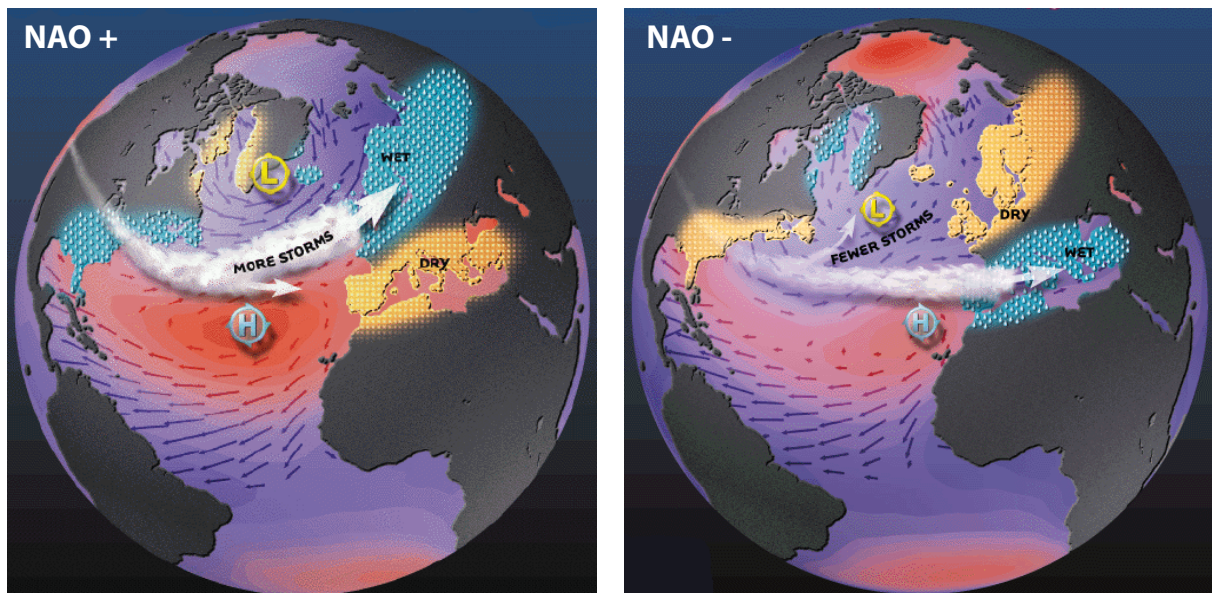 NAO +
L
WET
MORE STORMS
DRY
H
NAO -
L
DRY
FEWER STORMS
WET
H